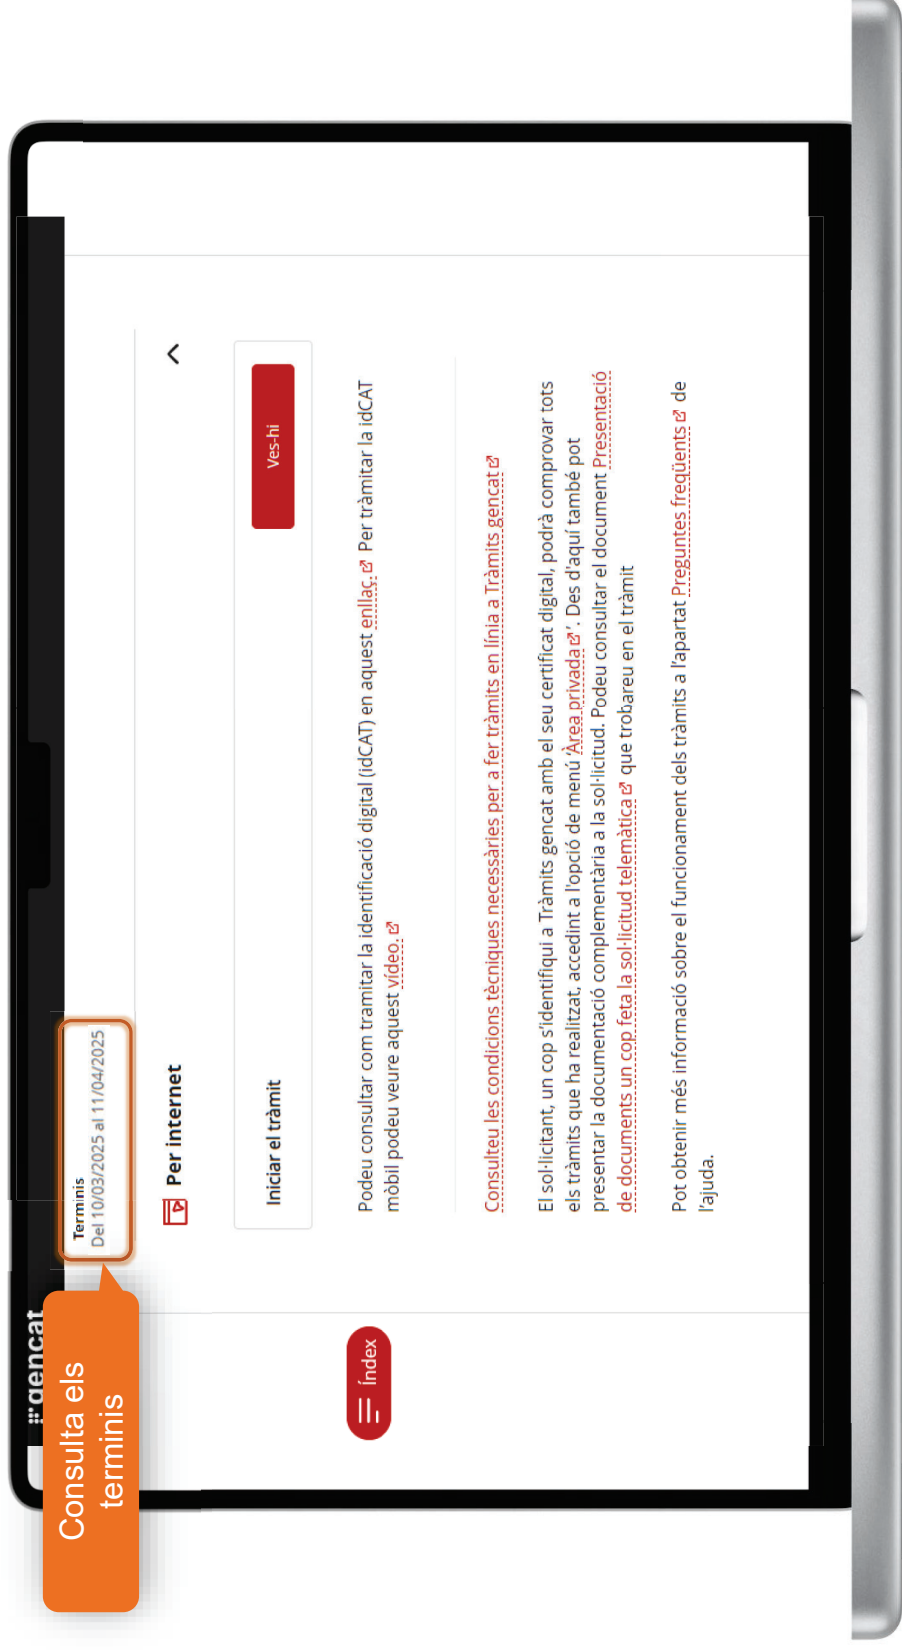 gencat
Consulta els
terminis
Terminis
Del 10/03/2025 al 11/04/2025
Per internet
Iniciar el tràmit
Ves-hi
Índex
Podeu consultar com tramitar la identificació digital (idCAT) en aquest enllaç. Per tràmitar la idCAT
mòbil podeu veure aquest vídeo.
Consulteu les condicions tècniques necessàries per a fer tràmits en línia a Tràmits gencat
El sol·licitant, un cop s'identifiqui a Tràmits gencat amb el seu certificat digital, podrà comprovar tots
els tràmits que ha realitzat, accedint a l'opció de menú 'Àrea privada'. Des d'aquí també pot
presentar la documentació complementària a la sol·licitud. Podeu consultar el document Presentació
de documents un cop feta la sol·licitud telemàtica que trobareu en el tràmit
Pot obtenir més informació sobre el funcionament dels tràmits a l'apartat Preguntes freqüents de
l'ajuda.